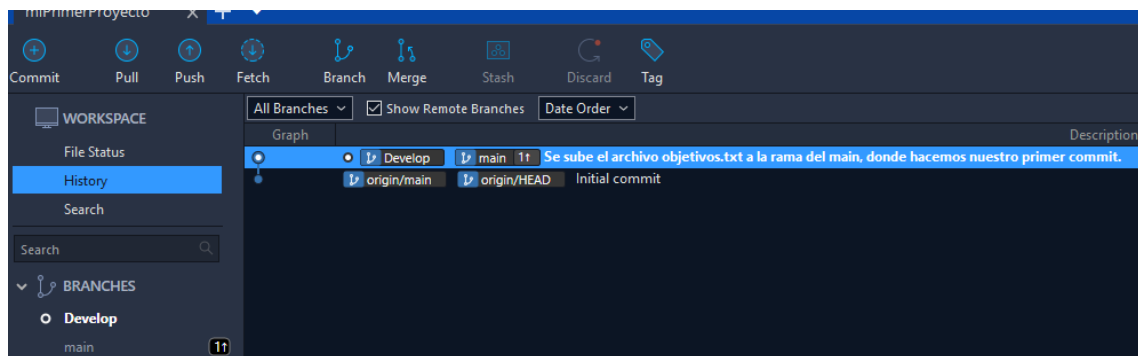 miPrimerProyecto
Commit Pull Push Fetch Branch Merge Stash Discard Tag
WORKSPACE
File Status
History
Search
Search
BRANCHES
Develop
main 1↑
All Branches Show Remote Branches Date Order
Graph Description
Develop main 1↑ Se sube el archivo objetivos.txt a la rama del main, donde hacemos nuestro primer commit.
origin/main origin/HEAD Initial commit